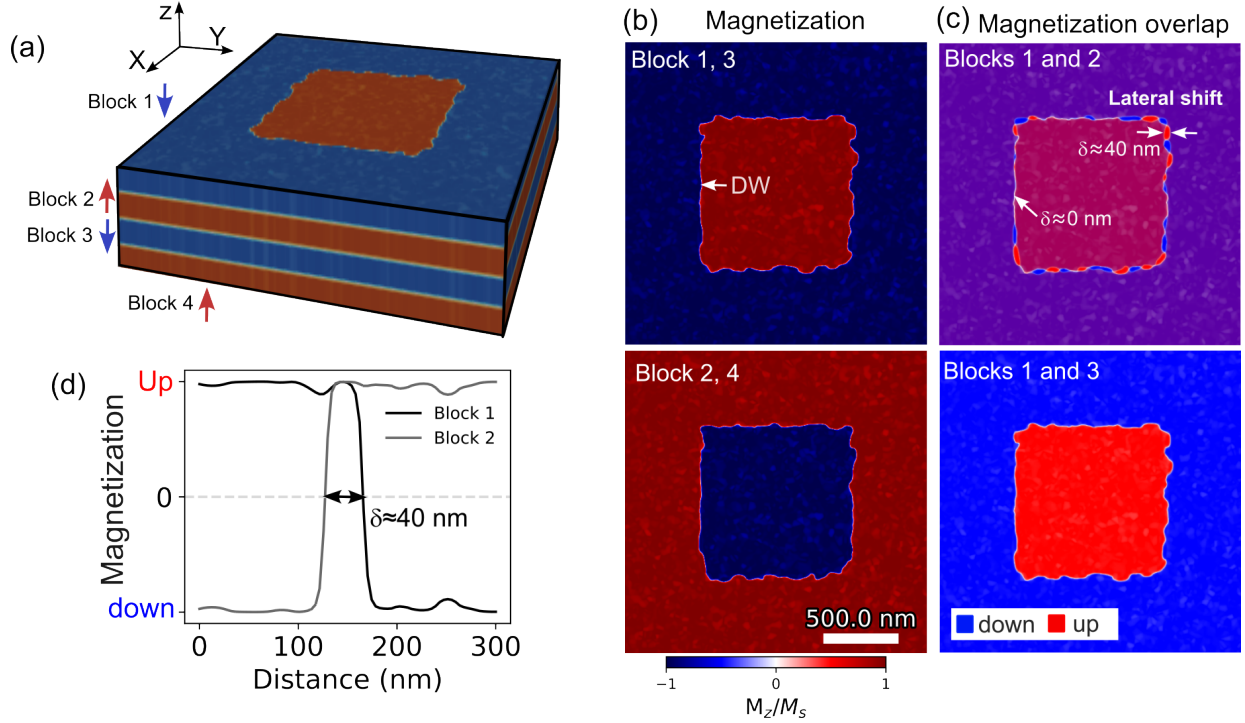 (a)
Z
Y
X
Block 1
Block 2
Block 3
Block 4
(b)
Magnetization
Block 1, 3
DW
Block 2, 4
500.0 nm
−1
0
1
M_z/M_s
(c)
Magnetization overlap
Blocks 1 and 2
Lateral shift
δ≈40 nm
δ≈0 nm
Blocks 1 and 3
down
up
(d)
Magnetization
Up
0
down
Block 1
Block 2
δ≈40 nm
0
100
200
300
Distance (nm)